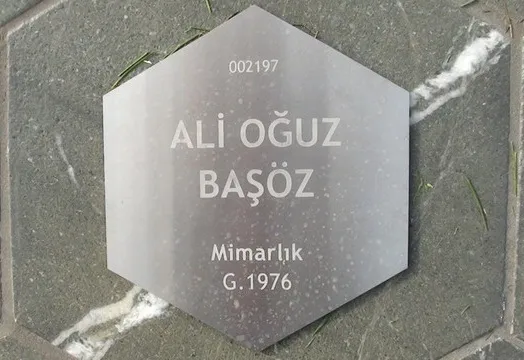 002197
ALİ OĞUZ
BAŞÖZ
Mimarlık
G.1976